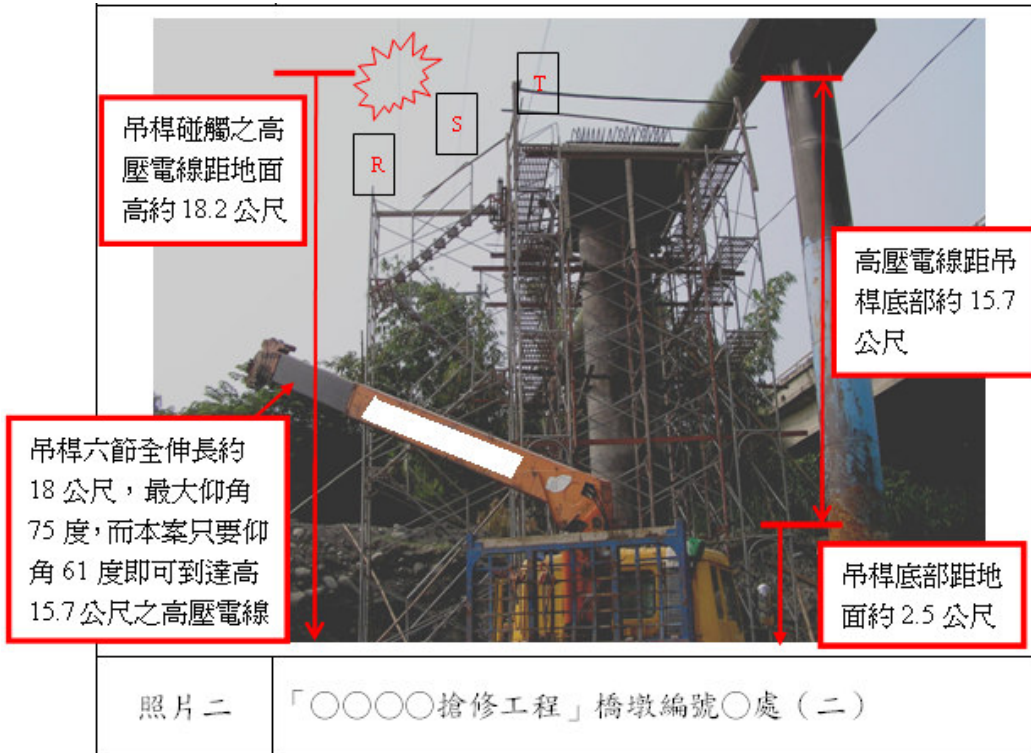 吊桿碰觸之高
壓電線距地面
高約 18.2 公尺
R
S
T
高壓電線距吊
桿底部約 15.7
公尺
吊桿六節全伸長約
18 公尺，最大仰角
75 度，而本案只要仰
角 61 度即可到達高
15.7 公尺之高壓電線
吊桿底部距地
面約 2.5 公尺
照片二
「○○○○搶修工程」橋墩編號○處（二）